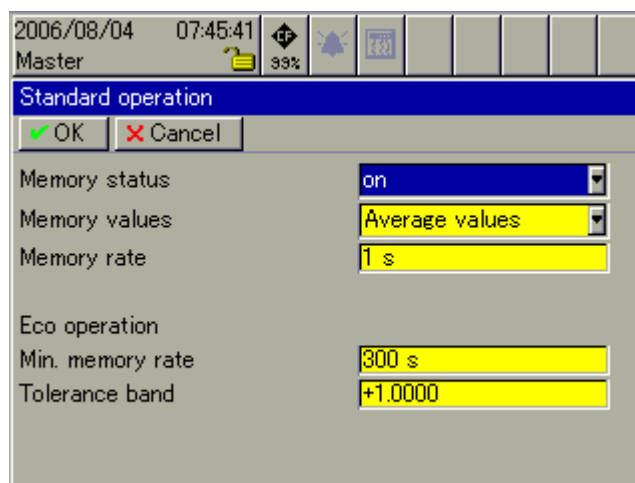 2006/08/04 07:45:41
Master
CF
99%
Standard operation
OK Cancel
Memory status on
Memory values Average values
Memory rate 1 s
Eco operation
Min. memory rate 300 s
Tolerance band +1.0000